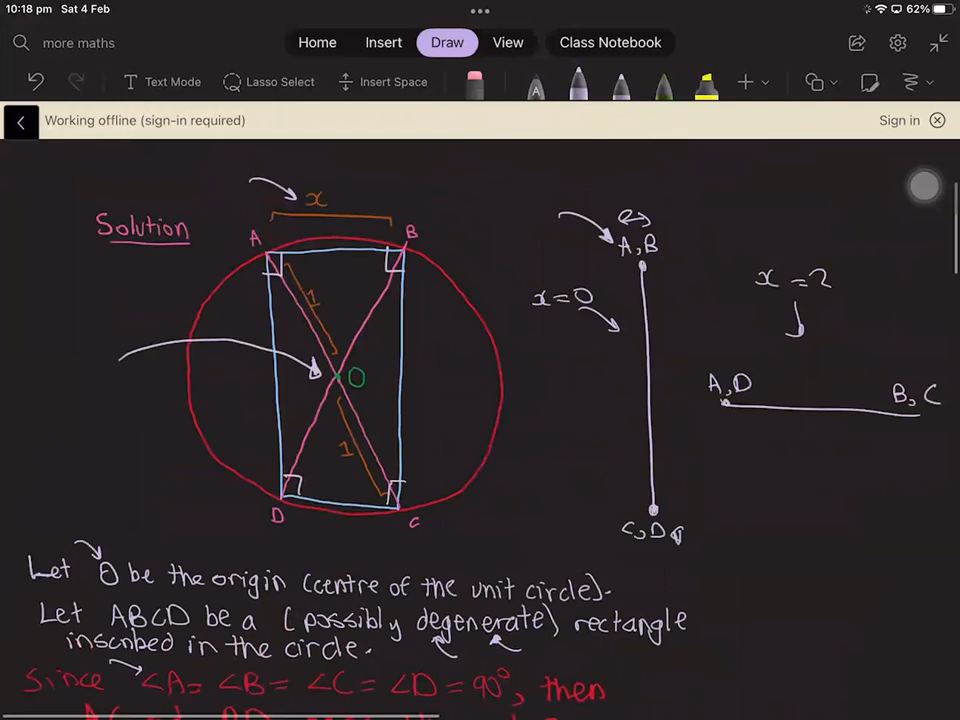 10:18 pm Sat 4 Feb
62%
more maths
Home Insert Draw View Class Notebook
Text Mode Lasso Select Insert Space
A
Working offline (sign-in required) Sign in
Solution
x
A B
1
O
1
D C
A, B
x = 0
C, D
x = 2
A, D B, C
Let O be the origin (centre of the unit circle).
Let ABCD be a (possibly degenerate) rectangle
inscribed in the circle.
Since ∠A = ∠B = ∠C = ∠D = 90°, then